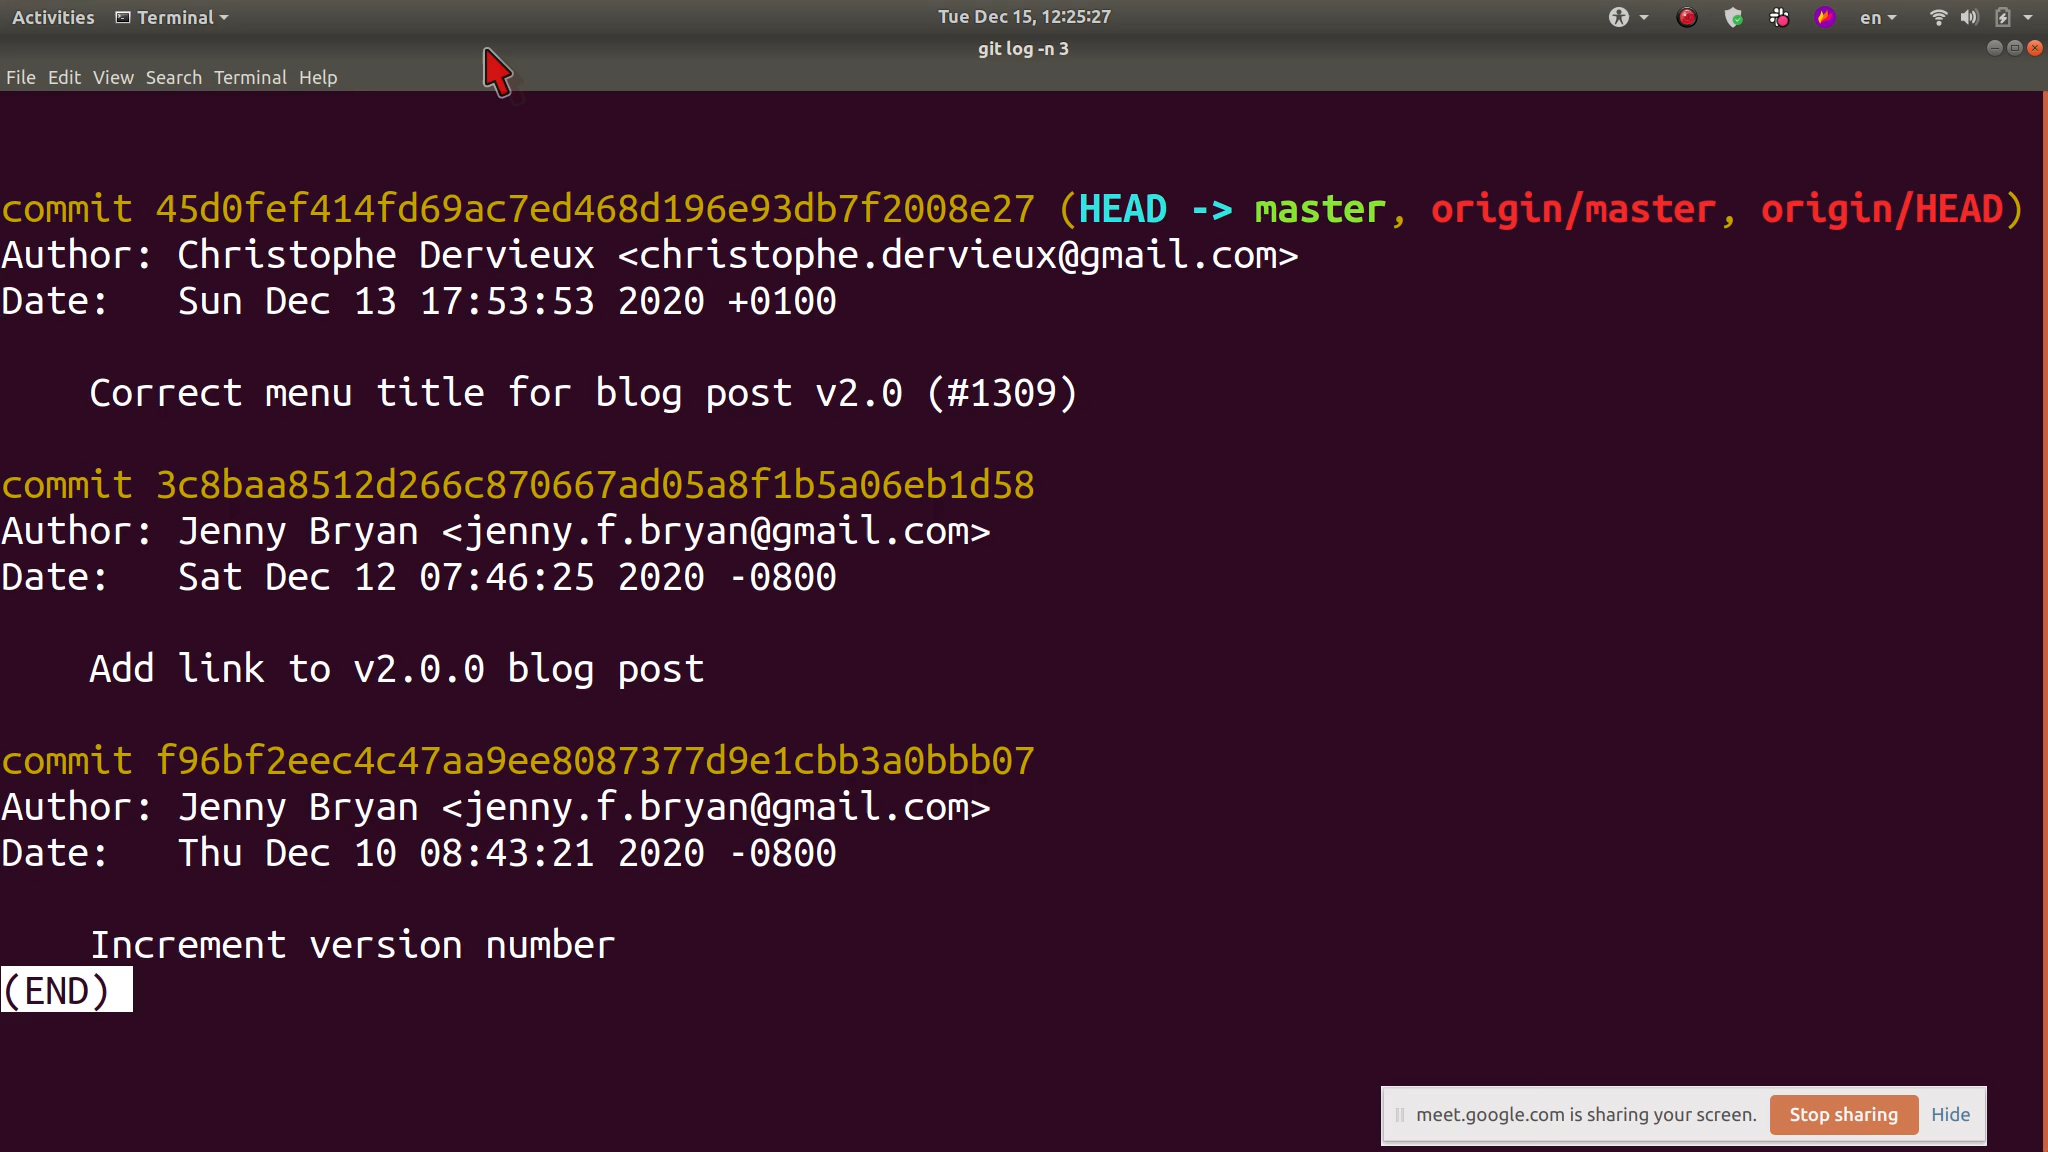 Activities Terminal Tue Dec 15, 12:25:27 en
git log -n 3
File Edit View Search Terminal Help
commit 45d0fef414fd69ac7ed468d196e93db7f2008e27 (HEAD -> master, origin/master, origin/HEAD)
Author: Christophe Dervieux <christophe.dervieux@gmail.com>
Date:   Sun Dec 13 17:53:53 2020 +0100
Correct menu title for blog post v2.0 (#1309)
commit 3c8baa8512d266c870667ad05a8f1b5a06eb1d58
Author: Jenny Bryan <jenny.f.bryan@gmail.com>
Date:   Sat Dec 12 07:46:25 2020 -0800
Add link to v2.0.0 blog post
commit f96bf2eec4c47aa9ee8087377d9e1cbb3a0bbb07
Author: Jenny Bryan <jenny.f.bryan@gmail.com>
Date:   Thu Dec 10 08:43:21 2020 -0800
Increment version number
(END)
meet.google.com is sharing your screen. Stop sharing Hide